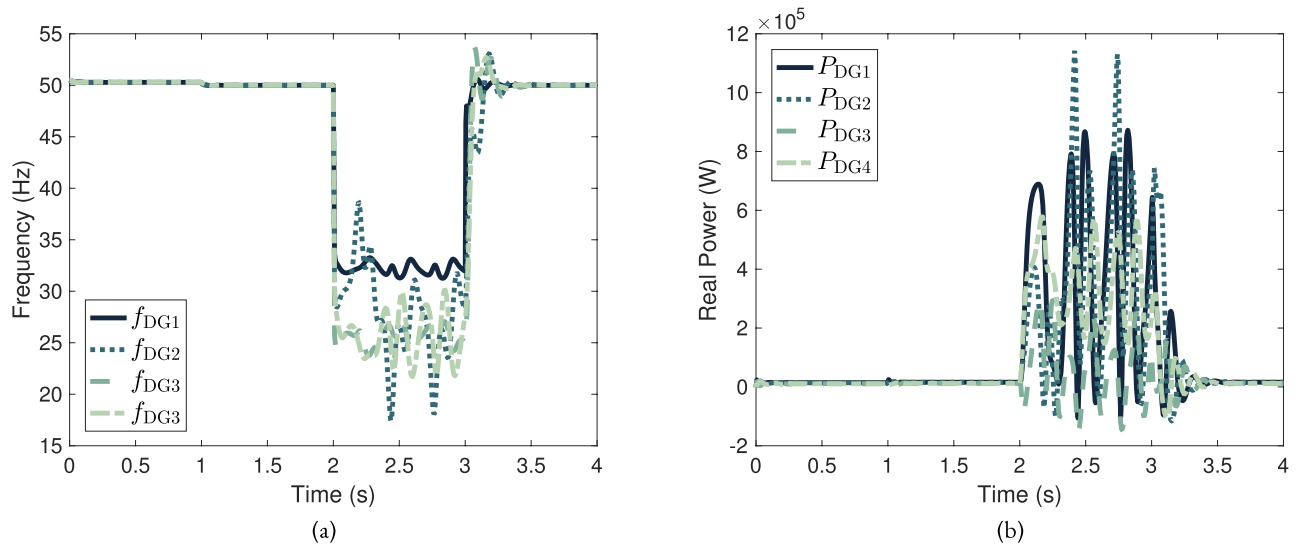 55
50
45
40
35
30
25
20
15
0 0.5 1 1.5 2 2.5 3 3.5 4
Frequency (Hz)
Time (s)
f_DG1
f_DG2
f_DG3
f_DG3
(a)
×10^5
12
10
8
6
4
2
0
-2
0 0.5 1 1.5 2 2.5 3 3.5 4
Real Power (W)
Time (s)
P_DG1
P_DG2
P_DG3
P_DG4
(b)